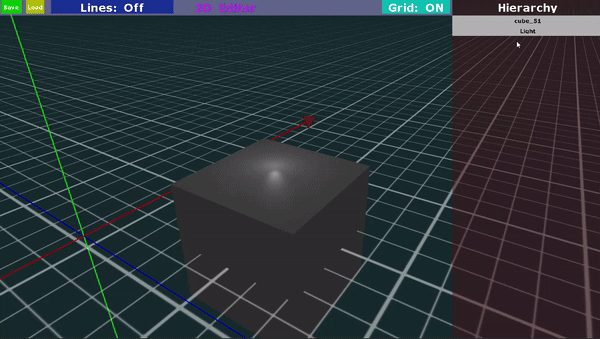 Save
Load
Lines: Off
3D Editor
Grid: ON
Hierarchy
cube_51
Light